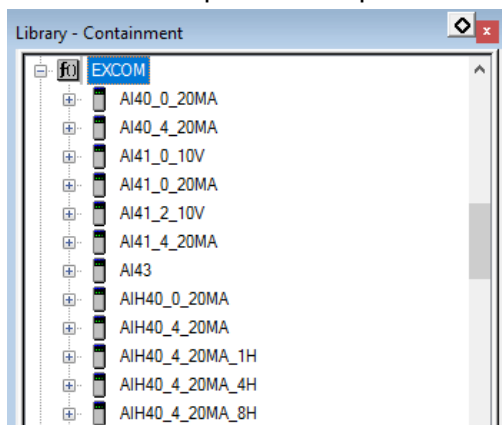 Library - Containment
f() EXCOM
AI40_0_20MA
AI40_4_20MA
AI41_0_10V
AI41_0_20MA
AI41_2_10V
AI41_4_20MA
AI43
AIH40_0_20MA
AIH40_4_20MA
AIH40_4_20MA_1H
AIH40_4_20MA_4H
AIH40_4_20MA_8H